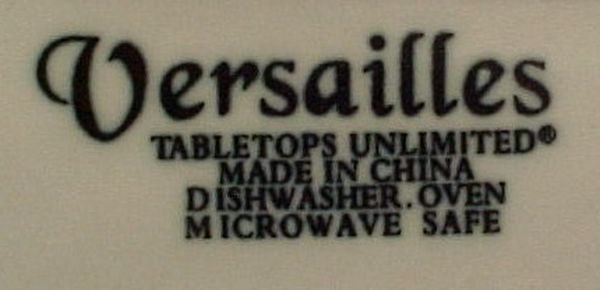 Versailles
TABLETOPS UNLIMITED®
MADE IN CHINA
DISHWASHER.OVEN
MICROWAVE SAFE